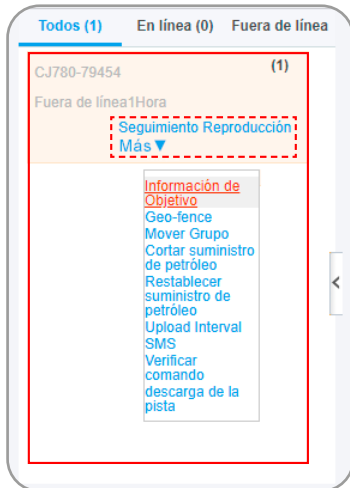 Todos (1) En línea (0) Fuera de línea
CJ780-79454 (1)
Fuera de línea1Hora
Seguimiento Reproducción
Más▼
Información de
Objetivo
Geo-fence
Mover Grupo
Cortar suministro
de petróleo
Restablecer
suministro de
petróleo
Upload Interval
SMS
Verificar
comando
descarga de la
pista